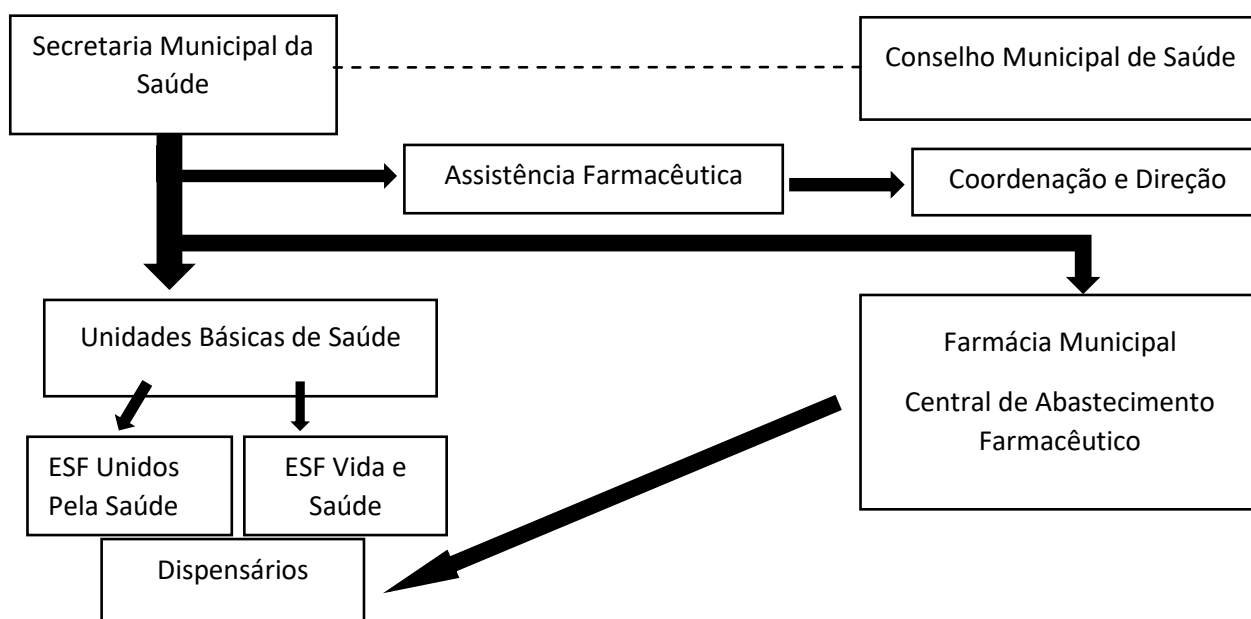 Secretaria Municipal da
Saúde
Conselho Municipal de Saúde
Assistência Farmacêutica
Coordenação e Direção
Unidades Básicas de Saúde
Farmácia Municipal
Central de Abastecimento
Farmacêutico
ESF Unidos
Pela Saúde
ESF Vida e
Saúde
Dispensários